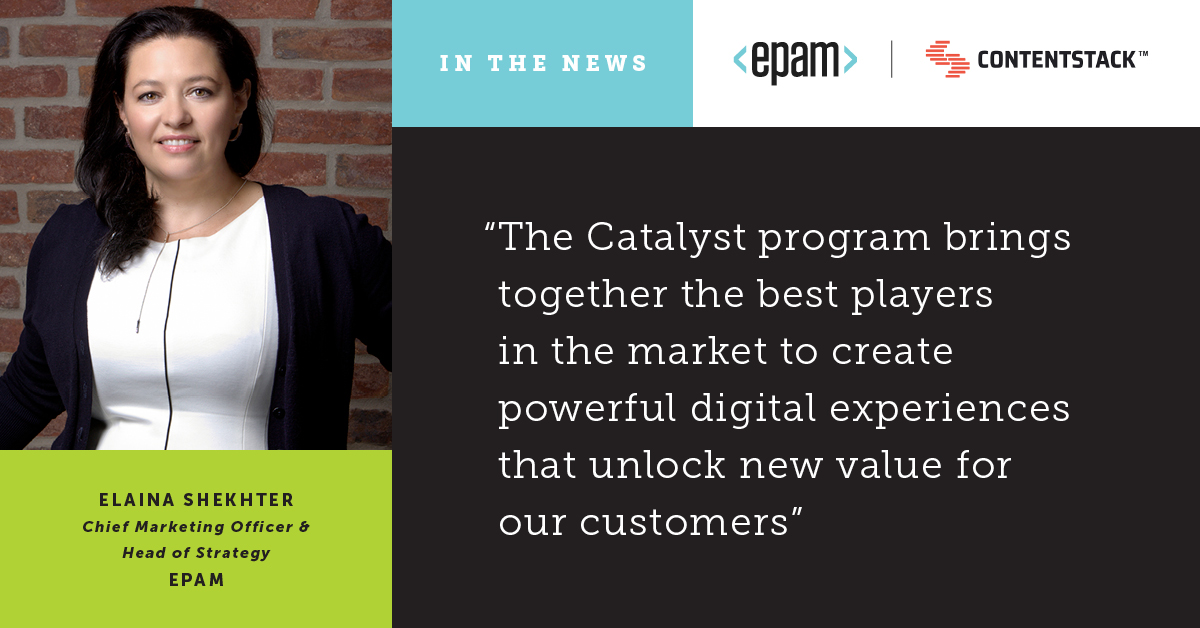 IN THE NEWS
<epam>
CONTENTSTACK™
“The Catalyst program brings
together the best players
in the market to create
powerful digital experiences
that unlock new value for
our customers”
ELAINA SHEKHTER
Chief Marketing Officer &
Head of Strategy
EPAM